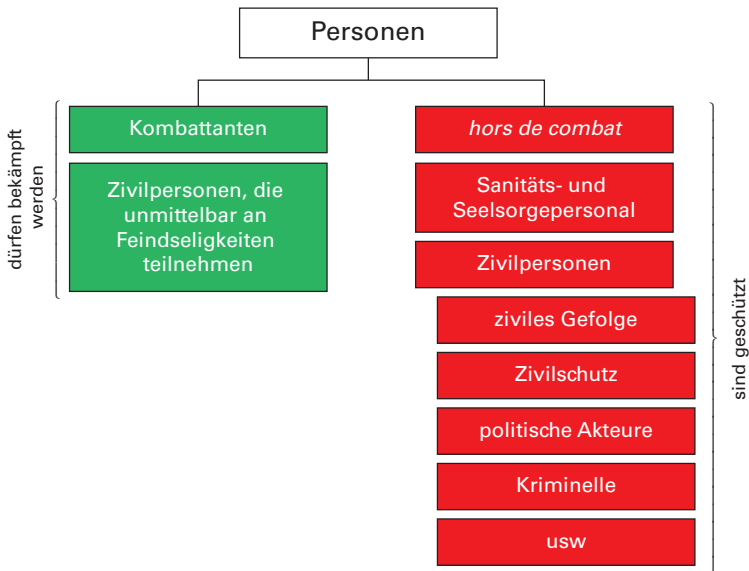 Personen
dürfen bekämpft
werden
Kombattanten
Zivilpersonen, die
unmittelbar an
Feindseligkeiten
teilnehmen
hors de combat
Sanitäts- und
Seelsorgepersonal
Zivilpersonen
ziviles Gefolge
Zivilschutz
politische Akteure
Kriminelle
usw
sind geschützt